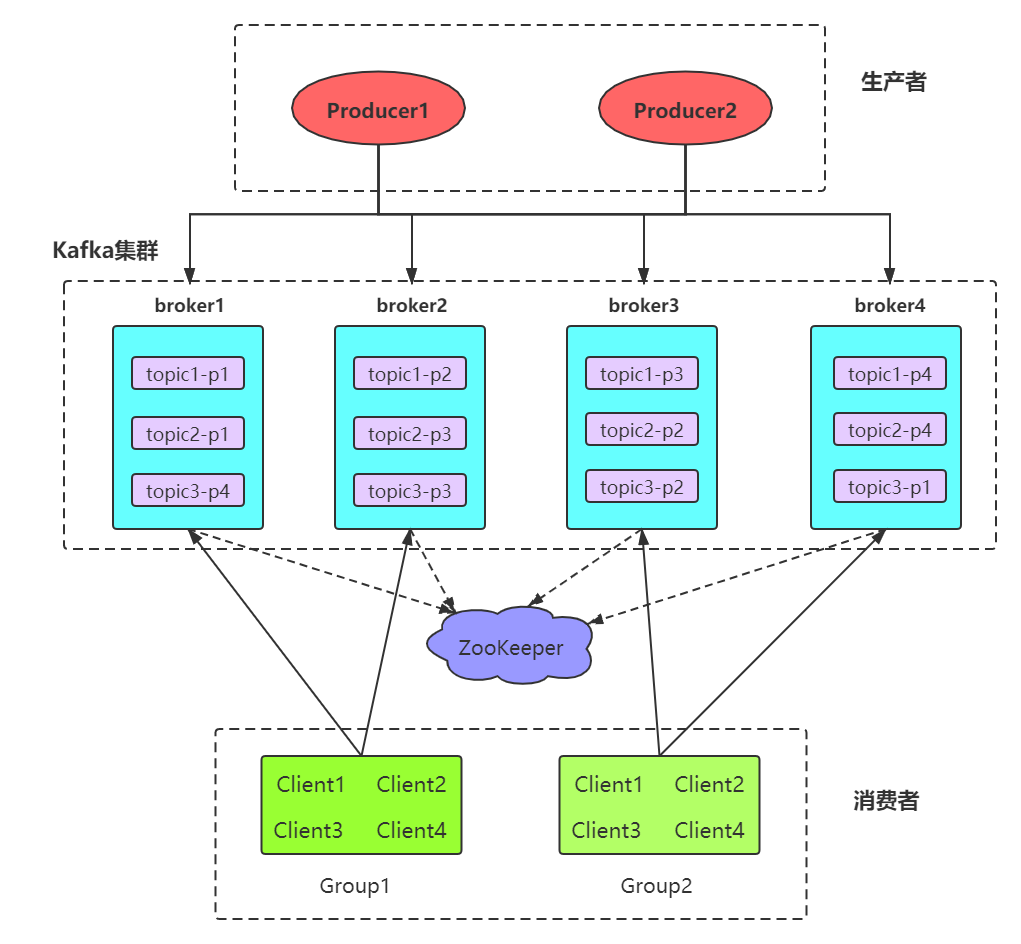 生产者
Producer1
Producer2
Kafka集群
broker1
broker2
broker3
broker4
topic1-p1
topic1-p2
topic1-p3
topic1-p4
topic2-p1
topic2-p3
topic2-p2
topic2-p4
topic3-p4
topic3-p3
topic3-p2
topic3-p1
ZooKeeper
Client1
Client2
Client3
Client4
Group1
Client1
Client2
Client3
Client4
Group2
消费者